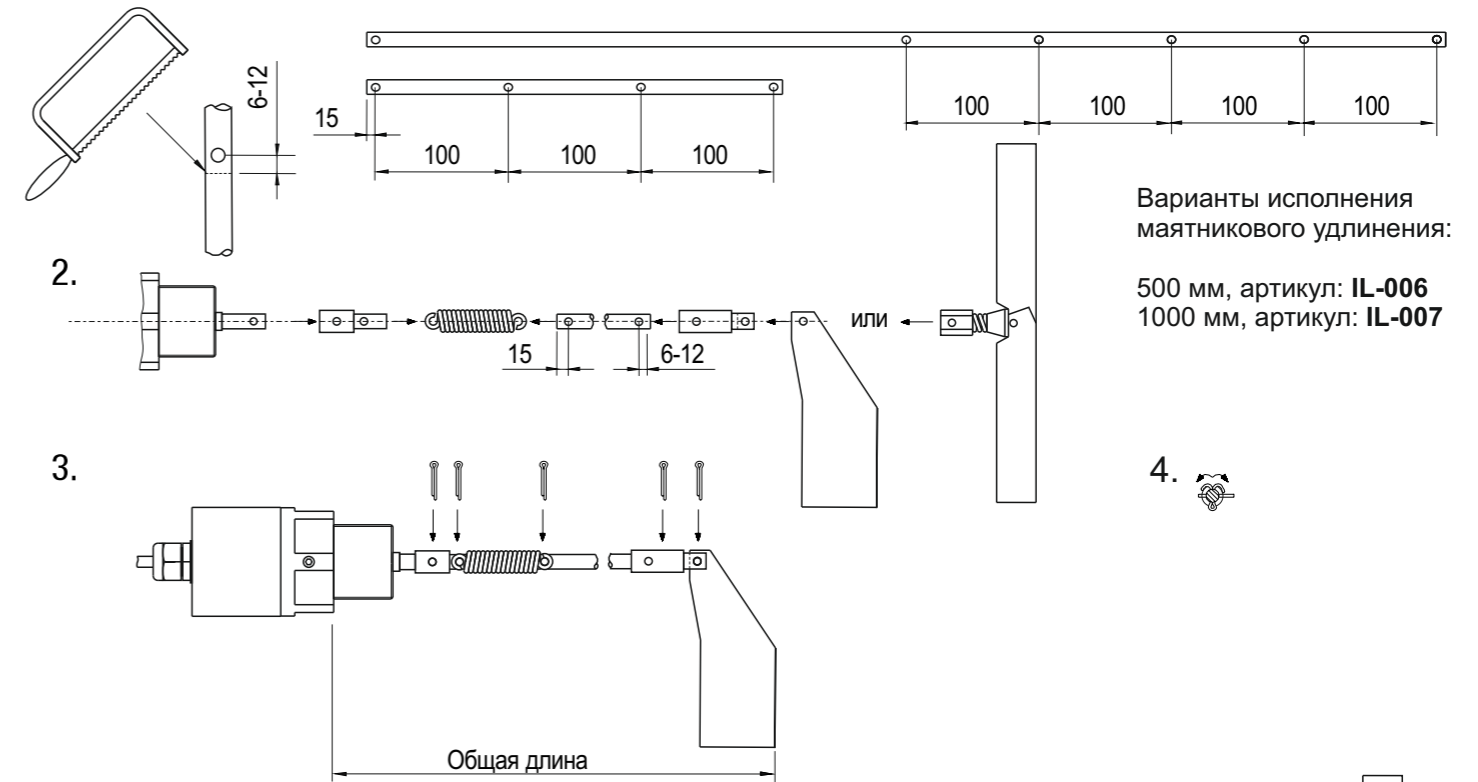 6-12
15
100 100 100
100 100 100 100
Варианты исполнения
маятникового удлинения:
500 мм, артикул: IL-006
1000 мм, артикул: IL-007
2.
или
15 6-12
3.
4.
Общая длина